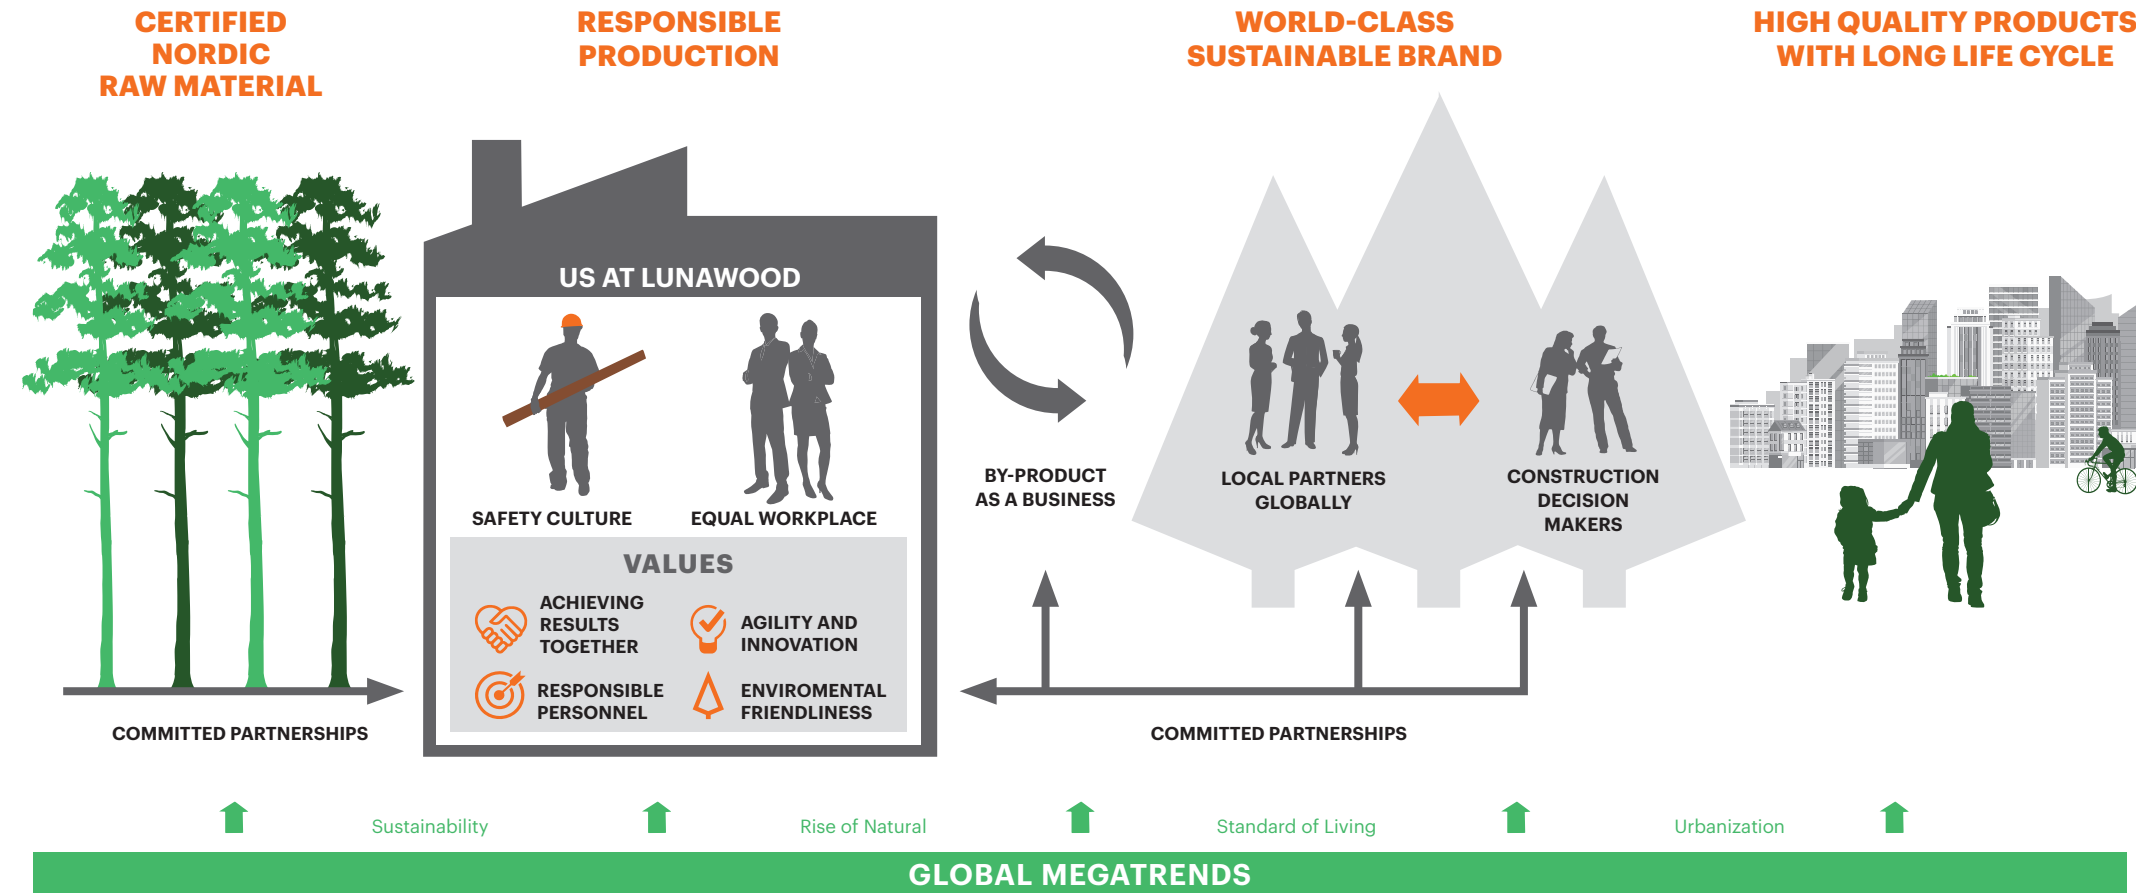 CERTIFIED
NORDIC
RAW MATERIAL
RESPONSIBLE
PRODUCTION
WORLD-CLASS
SUSTAINABLE BRAND
HIGH QUALITY PRODUCTS
WITH LONG LIFE CYCLE
US AT LUNAWOOD
SAFETY CULTURE
EQUAL WORKPLACE
VALUES
ACHIEVING
RESULTS
TOGETHER
AGILITY AND
INNOVATION
RESPONSIBLE
PERSONNEL
ENVIROMENTAL
FRIENDLINESS
BY-PRODUCT
AS A BUSINESS
LOCAL PARTNERS
GLOBALLY
CONSTRUCTION
DECISION
MAKERS
COMMITTED PARTNERSHIPS
COMMITTED PARTNERSHIPS
Sustainability
Rise of Natural
Standard of Living
Urbanization
GLOBAL MEGATRENDS